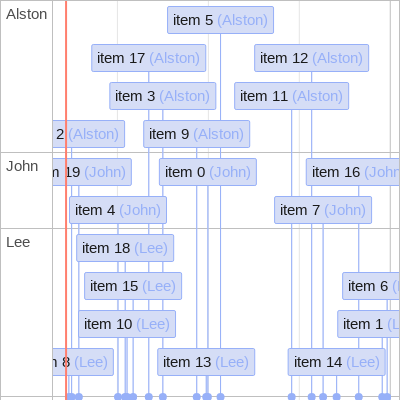 Alston
item 5 (Alston)
item 17 (Alston)
item 12 (Alston)
item 3 (Alston)
item 11 (Alston)
2 (Alston)
item 9 (Alston)
John
m 19 (John)
item 0 (John)
item 16 (John
item 4 (John)
item 7 (John)
Lee
item 18 (Lee)
item 15 (Lee)
item 6 (
item 10 (Lee)
item 1 (L
8 (Lee)
item 13 (Lee)
item 14 (Lee)